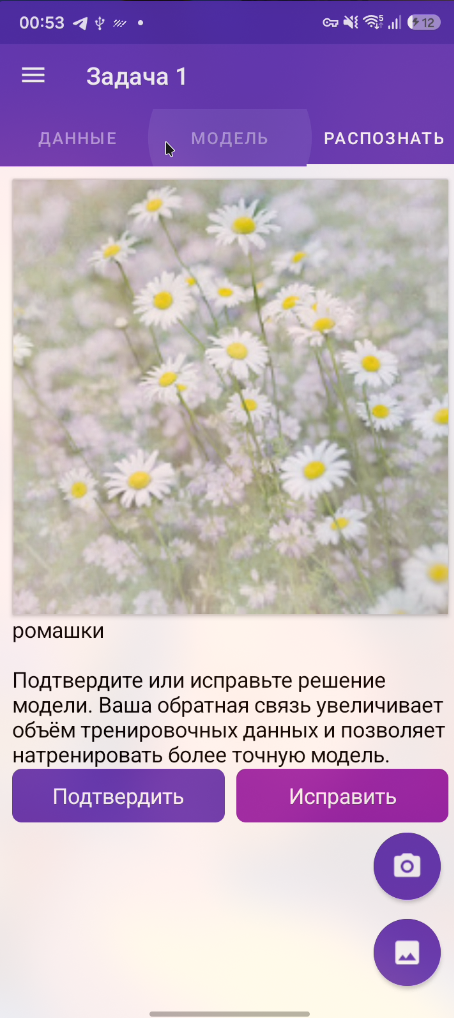 00:53 12
Задача 1
ДАННЫЕ МОДЕЛЬ РАСПОЗНАТЬ
ромашки
Подтвердите или исправьте решение
модели. Ваша обратная связь увеличивает
объём тренировочных данных и позволяет
натренировать более точную модель.
Подтвердить Исправить